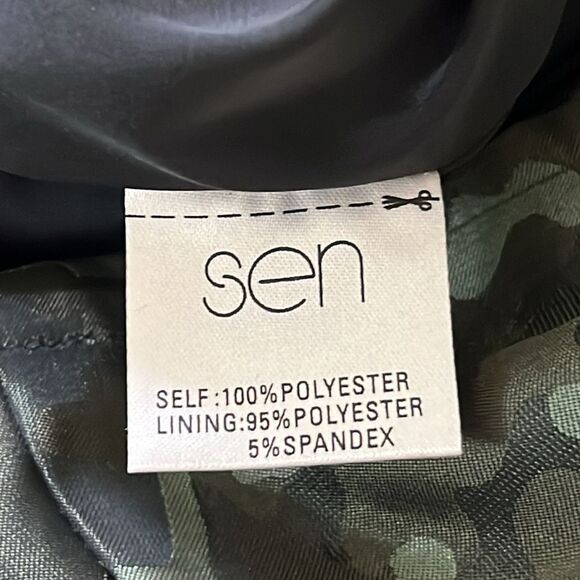 sen
SELF:100%POLYESTER
LINING:95%POLYESTER
5%SPANDEX